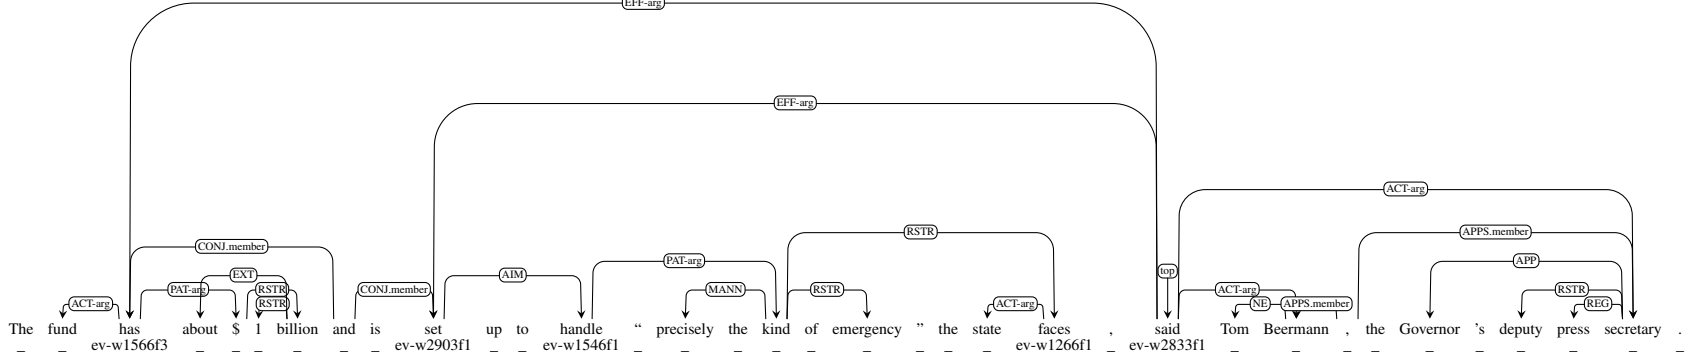 EFF-arg
EFF-arg
ACT-arg
RSTR APPS.member
CONJ.member
PAT-arg APP
top
EXT AIM
PAT-arg RSTR CONJ.member MANN RSTR ACT-arg RSTR
ACT-arg RSTR ACT-arg NE APPS.member REG
The fund has about $ 1 billion and is set up to handle “ precisely the kind of emergency ” the state faces , said Tom Beermann , the Governor ’s deputy press secretary .
_ _ ev-w1566f3 _ _ _ _ _ _ ev-w2903f1 _ _ ev-w1546f1 _ _ _ _ _ _ _ _ _ ev-w1266f1 _ ev-w2833f1 _ _ _ _ _ _ _ _ _ _